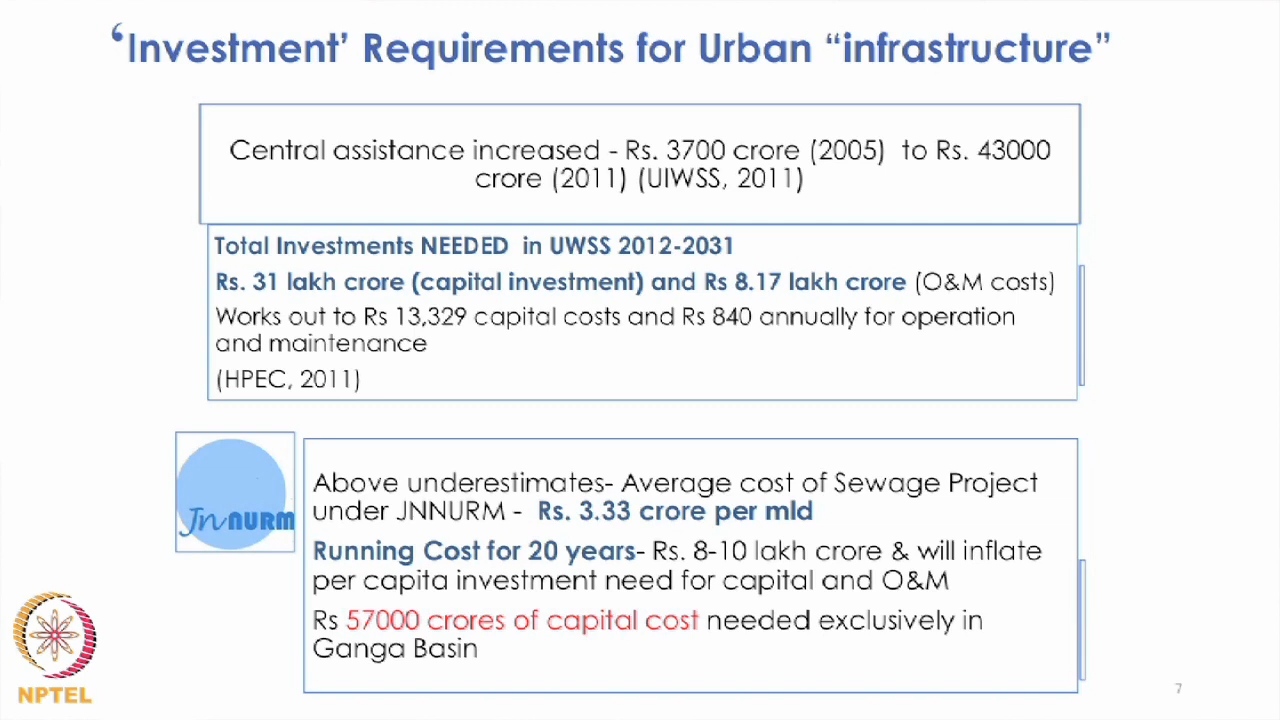 ‘Investment’ Requirements for Urban “infrastructure”
Central assistance increased - Rs. 3700 crore (2005) to Rs. 43000
crore (2011) (UIWSS, 2011)
Total Investments NEEDED in UWSS 2012-2031
Rs. 31 lakh crore (capital investment) and Rs 8.17 lakh crore (O&M costs)
Works out to Rs 13,329 capital costs and Rs 840 annually for operation
and maintenance
(HPEC, 2011)
JnNURM
Above underestimates- Average cost of Sewage Project
under JNNURM - Rs. 3.33 crore per mld
Running Cost for 20 years- Rs. 8-10 lakh crore & will inflate
per capita investment need for capital and O&M
Rs 57000 crores of capital cost needed exclusively in
Ganga Basin
NPTEL
7